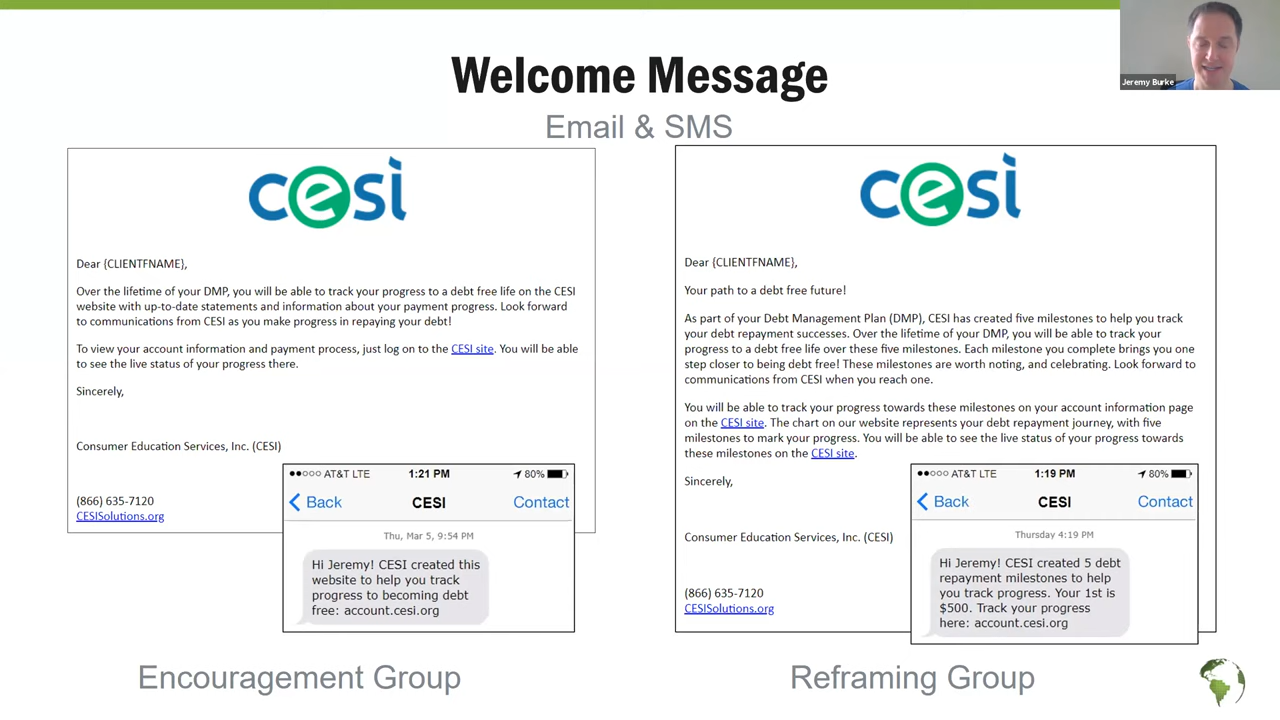 Jeremy Burke
Welcome Message
Email & SMS
cesi
Dear {CLIENTFNAME},
Over the lifetime of your DMP, you will be able to track your progress to a debt free life on the CESI
website with up-to-date statements and information about your payment progress. Look forward
to communications from CESI as you make progress in repaying your debt!
To view your account information and payment process, just log on to the CESI site. You will be able
to see the live status of your progress there.
Sincerely,
Consumer Education Services, Inc. (CESI)
(866) 635-7120
CESISolutions.org
AT&T LTE 1:21 PM 80%
Back CESI Contact
Thu, Mar 5, 9:54 PM
Hi Jeremy! CESI created this
website to help you track
progress to becoming debt
free: account.cesi.org
Encouragement Group
cesi
Dear {CLIENTFNAME},
Your path to a debt free future!
As part of your Debt Management Plan (DMP), CESI has created five milestones to help you track
your debt repayment successes. Over the lifetime of your DMP, you will be able to track your
progress to a debt free life over these five milestones. Each milestone you complete brings you one
step closer to being debt free! These milestones are worth noting, and celebrating. Look forward to
communications from CESI when you reach one.
You will be able to track your progress towards these milestones on your account information page
on the CESI site. The chart on our website represents your debt repayment journey, with five
milestones to mark your progress. You will be able to see the live status of your progress towards
these milestones on the CESI site.
Sincerely,
Consumer Education Services, Inc. (CESI)
(866) 635-7120
CESISolutions.org
AT&T LTE 1:19 PM 80%
Back CESI Contact
Thursday 4:19 PM
Hi Jeremy! CESI created 5 debt
repayment milestones to help
you track progress. Your 1st is
$500. Track your progress
here: account.cesi.org
Reframing Group